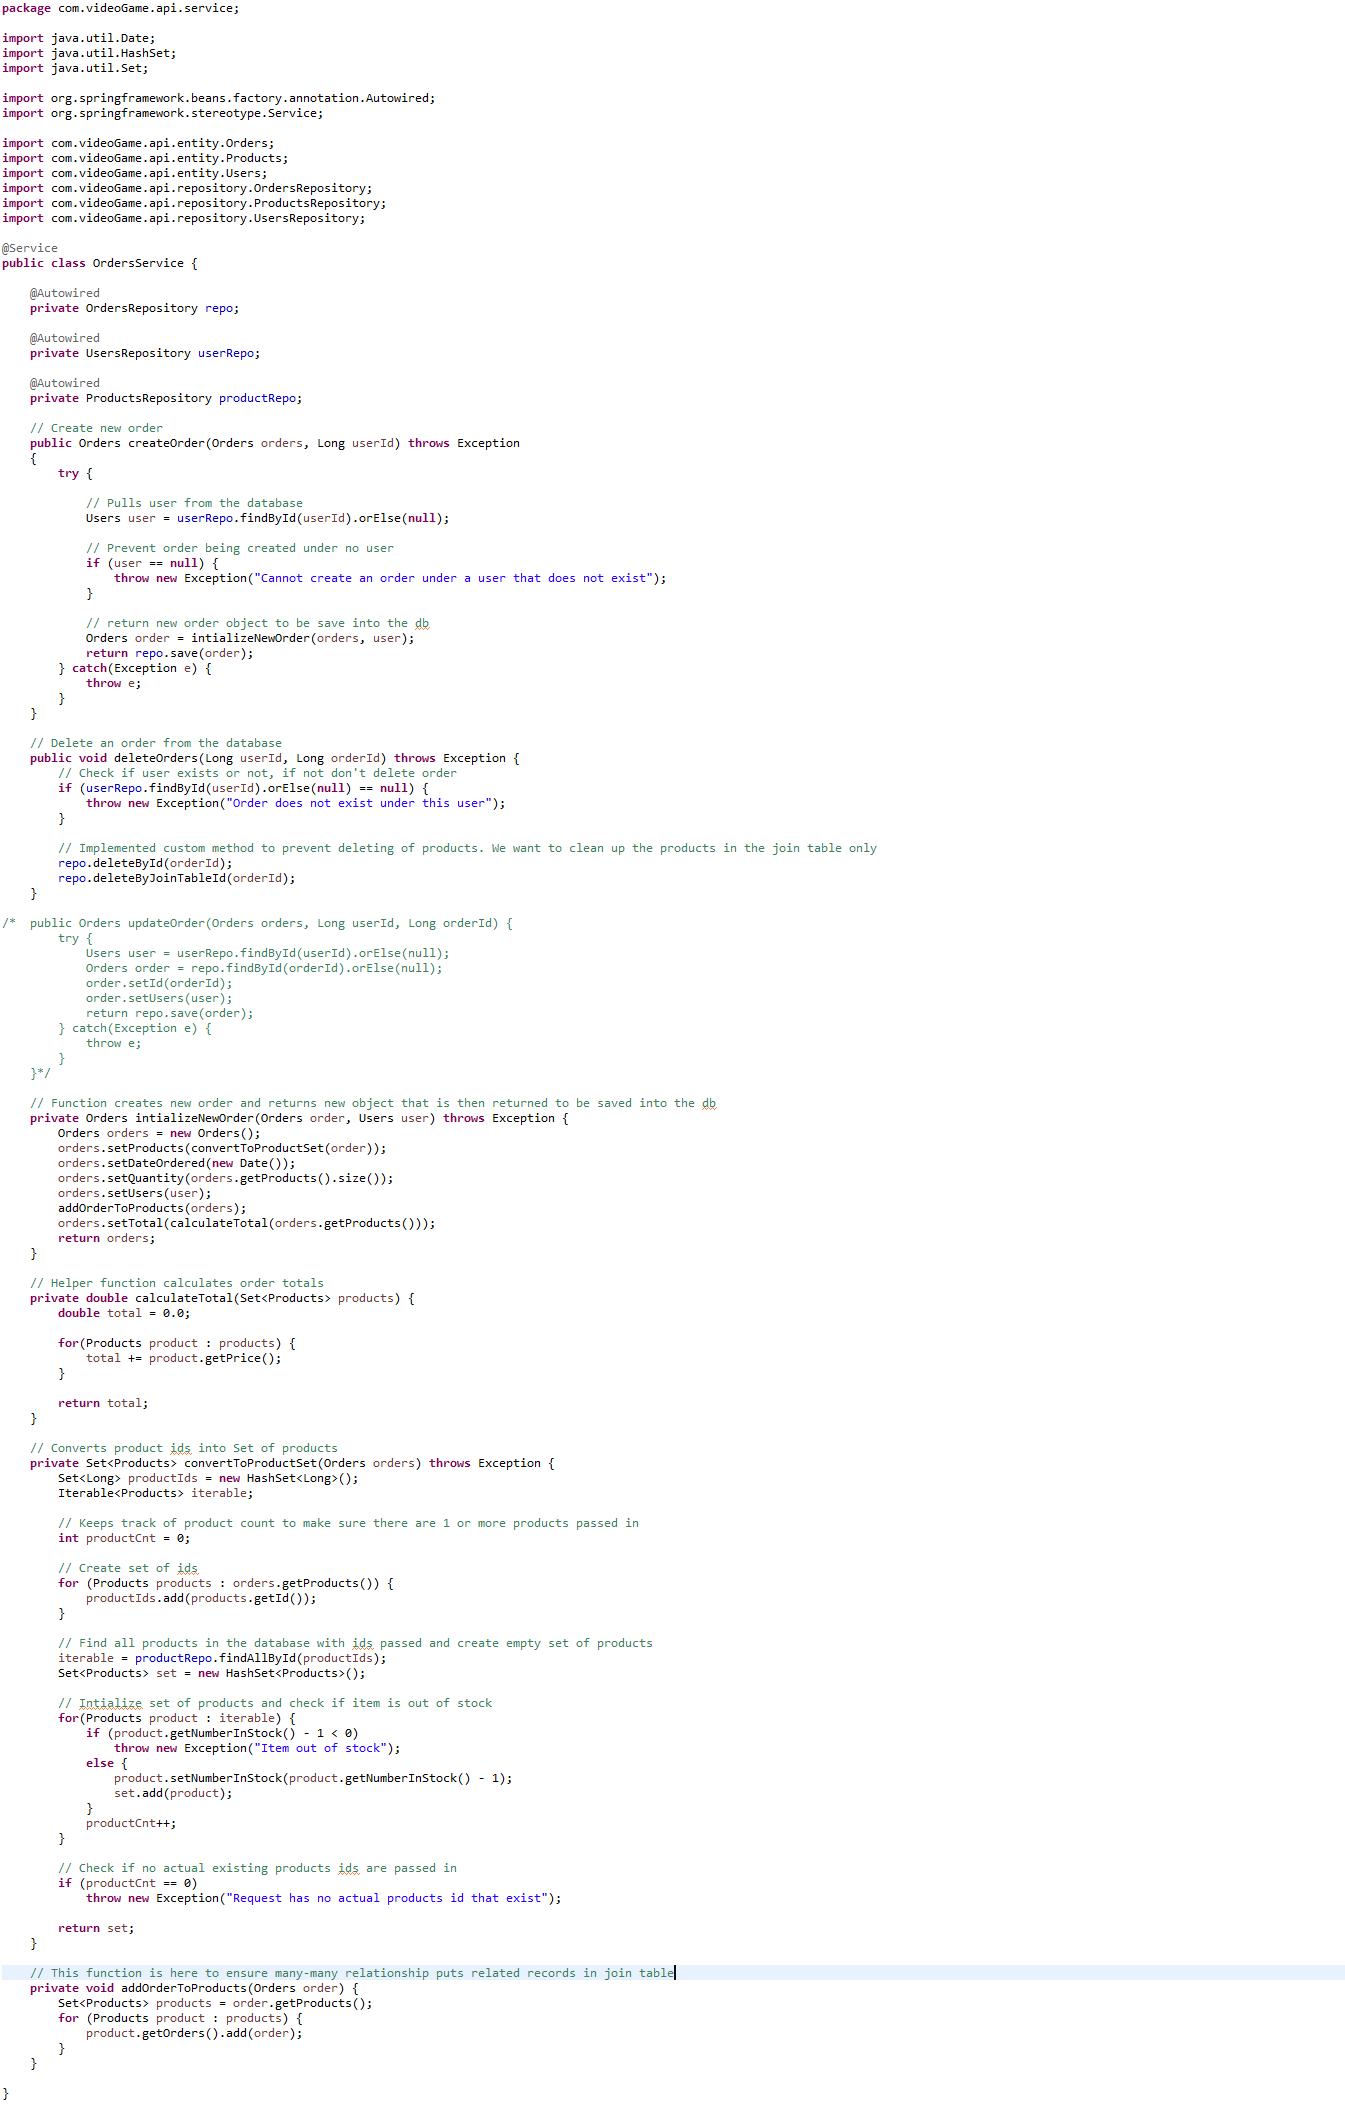 package com.videoGame.api.service;

import java.util.Date;
import java.util.HashSet;
import java.util.Set;

import org.springframework.beans.factory.annotation.Autowired;
import org.springframework.stereotype.Service;

import com.videoGame.api.entity.Orders;
import com.videoGame.api.entity.Products;
import com.videoGame.api.entity.Users;
import com.videoGame.api.repository.OrdersRepository;
import com.videoGame.api.repository.ProductsRepository;
import com.videoGame.api.repository.UsersRepository;

@Service
public class OrdersService {

    @Autowired
    private OrdersRepository repo;

    @Autowired
    private UsersRepository userRepo;

    @Autowired
    private ProductsRepository productRepo;

    // Create new order
    public Orders createOrder(Orders orders, Long userId) throws Exception
    {
        try {

            // Pulls user from the database
            Users user = userRepo.findById(userId).orElse(null);

            // Prevent order being created under no user
            if (user == null) {
                throw new Exception("Cannot create an order under a user that does not exist");
            }

            // return new order object to be save into the db
            Orders order = intializeNewOrder(orders, user);
            return repo.save(order);
        } catch(Exception e) {
            throw e;
        }
    }

    // Delete an order from the database
    public void deleteOrders(Long userId, Long orderId) throws Exception {
        // Check if user exists or not, if not don't delete order
        if (userRepo.findById(userId).orElse(null) == null) {
            throw new Exception("Order does not exist under this user");
        }

        // Implemented custom method to prevent deleting of products. We want to clean up the products in the join table only
        repo.deleteById(orderId);
        repo.deleteByJoinTableId(orderId);
    }

/*  public Orders updateOrder(Orders orders, Long userId, Long orderId) {
        try {
            Users user = userRepo.findById(userId).orElse(null);
            Orders order = repo.findById(orderId).orElse(null);
            order.setId(orderId);
            order.setUsers(user);
            return repo.save(order);
        } catch(Exception e) {
            throw e;
        }
    }*/

    // Function creates new order and returns new object that is then returned to be saved into the db
    private Orders intializeNewOrder(Orders order, Users user) throws Exception {
        Orders orders = new Orders();
        orders.setProducts(convertToProductSet(order));
        orders.setDateOrdered(new Date());
        orders.setQuantity(orders.getProducts().size());
        orders.setUsers(user);
        addOrderToProducts(orders);
        orders.setTotal(calculateTotal(orders.getProducts()));
        return orders;
    }

    // Helper function calculates order totals
    private double calculateTotal(Set<Products> products) {
        double total = 0.0;

        for(Products product : products) {
            total += product.getPrice();
        }

        return total;
    }

    // Converts product ids into Set of products
    private Set<Products> convertToProductSet(Orders orders) throws Exception {
        Set<Long> productIds = new HashSet<Long>();
        Iterable<Products> iterable;

        // Keeps track of product count to make sure there are 1 or more products passed in
        int productCnt = 0;

        // Create set of ids
        for (Products products : orders.getProducts()) {
            productIds.add(products.getId());
        }

        // Find all products in the database with ids passed and create empty set of products
        iterable = productRepo.findAllById(productIds);
        Set<Products> set = new HashSet<Products>();

        // Intialize set of products and check if item is out of stock
        for(Products product : iterable) {
            if (product.getNumberInStock() - 1 < 0)
                throw new Exception("Item out of stock");
            else {
                product.setNumberInStock(product.getNumberInStock() - 1);
                set.add(product);
            }
            productCnt++;
        }

        // Check if no actual existing products ids are passed in
        if (productCnt == 0)
            throw new Exception("Request has no actual products id that exist");

        return set;
    }

    // This function is here to ensure many-many relationship puts related records in join table
    private void addOrderToProducts(Orders order) {
        Set<Products> products = order.getProducts();
        for (Products product : products) {
            product.getOrders().add(order);
        }
    }

}